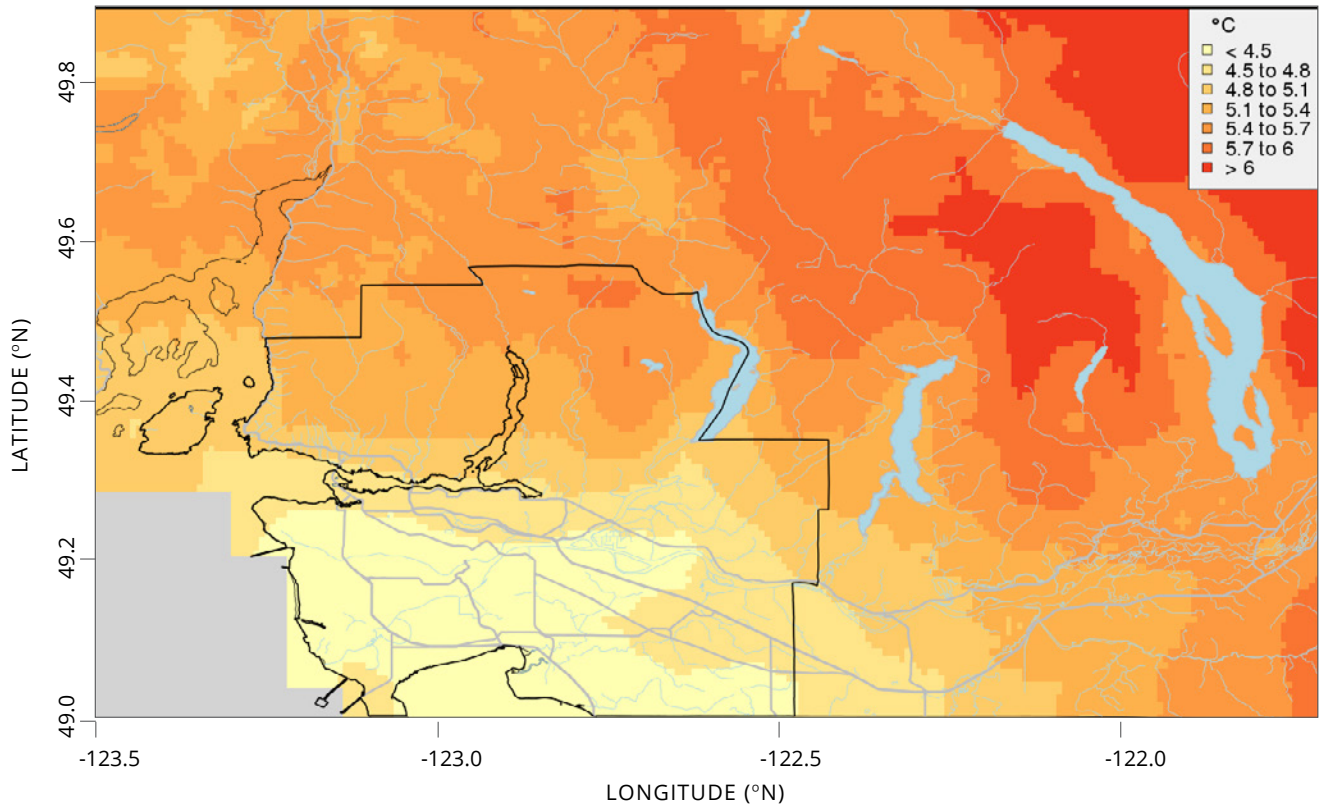 °C
< 4.5
4.5 to 4.8
4.8 to 5.1
5.1 to 5.4
5.4 to 5.7
5.7 to 6
> 6
LATITUDE (°N)
49.8
49.6
49.4
49.2
49.0
-123.5 -123.0 -122.5 -122.0
LONGITUDE (°N)